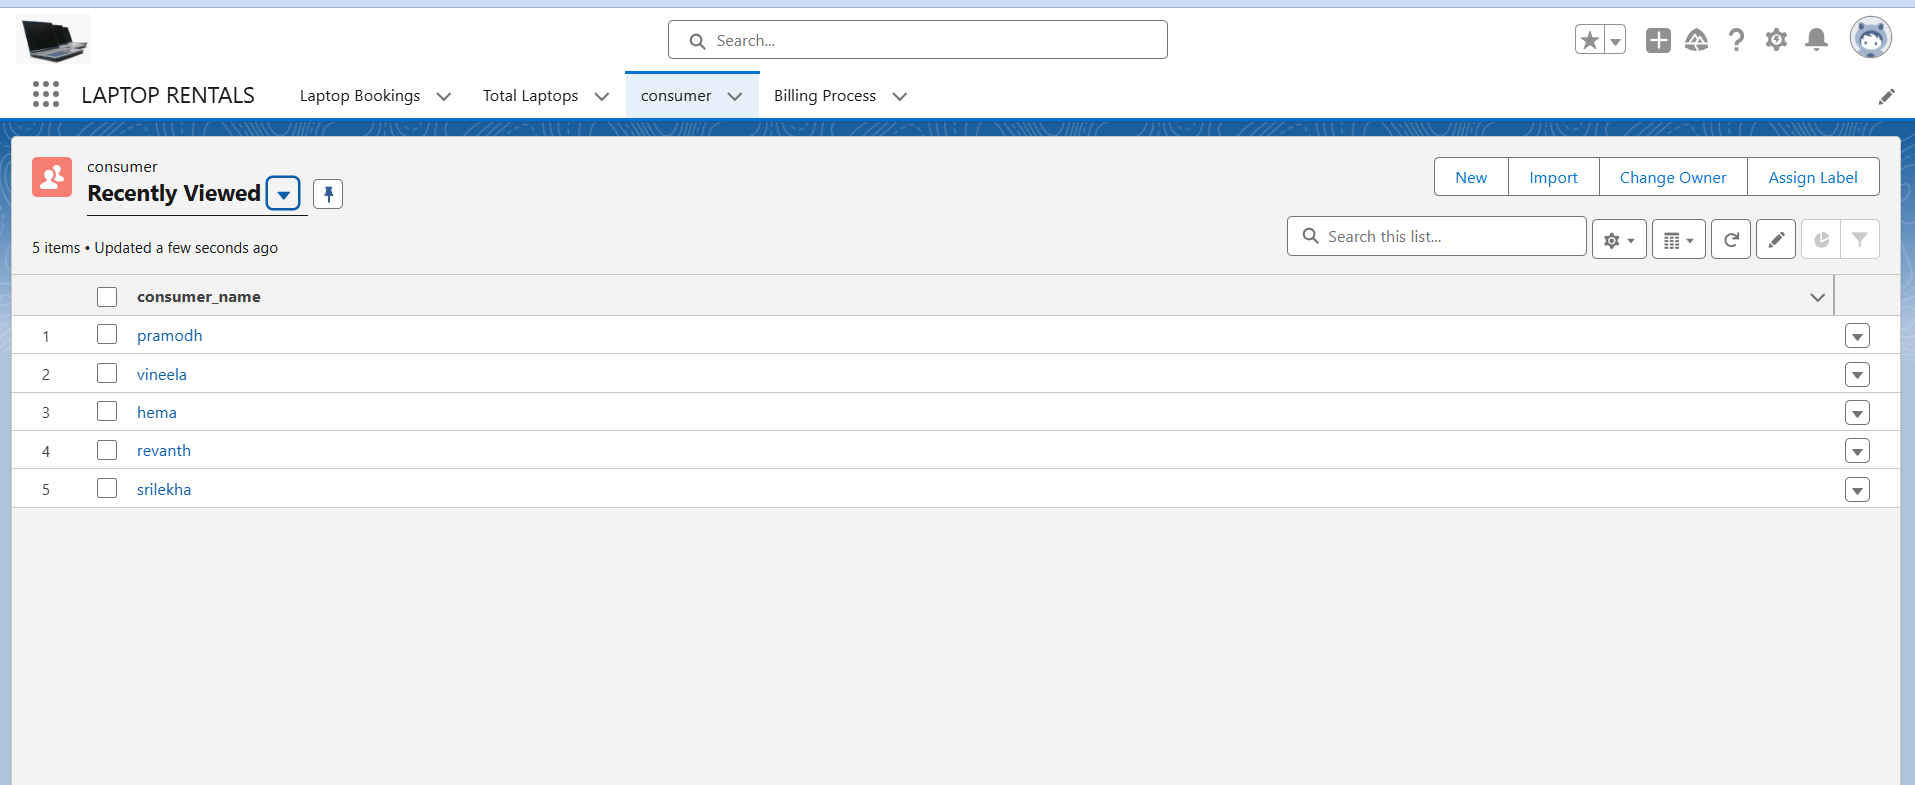 Search...
LAPTOP RENTALS
Laptop Bookings
Total Laptops
consumer
Billing Process
consumer
Recently Viewed
New
Import
Change Owner
Assign Label
5 items • Updated a few seconds ago
Search this list...
consumer_name
1 pramodh
2 vineela
3 hema
4 revanth
5 srilekha